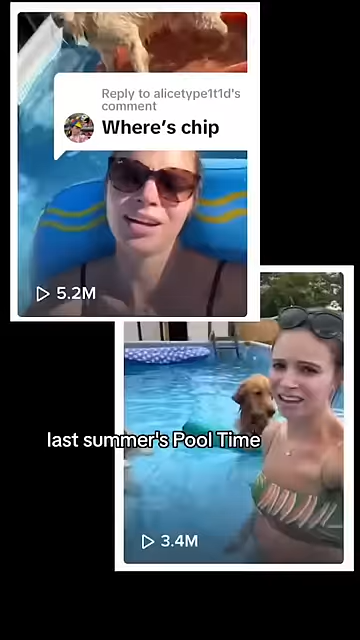 Reply to alicetype1t1d's
comment
Where's chip
5.2M
last summer's Pool Time
3.4M